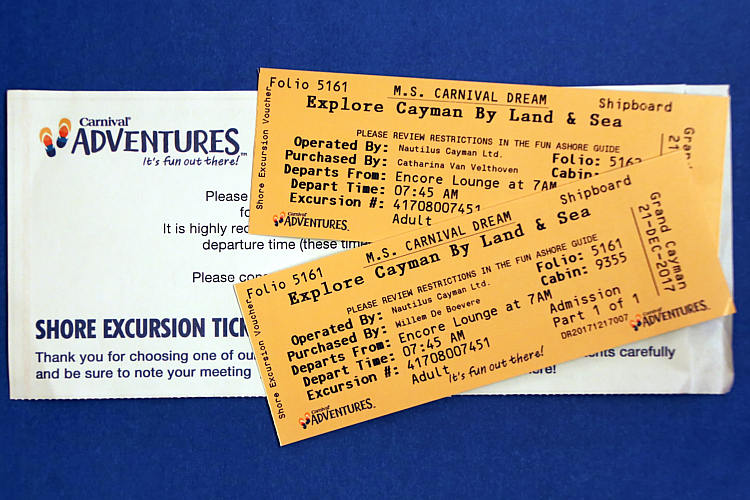 Carnival
ADVENTURES™
It's fun out there!
Please
It is highly
departure time (these
Please
SHORE EXCURSION
Thank you for choosing one of
and be sure to note your meeting
carefully
Folio 5161
M.S. CARNIVAL DREAM
Shipboard
Explore Cayman By Land & Sea
PLEASE REVIEW RESTRICTIONS IN THE FUN ASHORE GUIDE
Operated By: Nautilus Cayman Ltd.
Folio:
Purchased By: Catharina Van Velthoven
Cabin:
Departs From: Encore Lounge at 7AM
Depart Time: 07:45 AM
Excursion #: 41708007451
Adult
Shore Excursion Voucher
Carnival
ADVENTURES
Grand
21
Folio 5161
M.S. CARNIVAL DREAM
Shipboard
Explore Cayman By Land & Sea
PLEASE REVIEW RESTRICTIONS IN THE FUN ASHORE GUIDE
Operated By: Nautilus Cayman Ltd.
Folio: 5161
Purchased By: Willem De Boevere
Cabin: 9355
Departs From: Encore Lounge at 7AM
Depart Time: 07:45 AM
Admission
Excursion #: 41708007451
Part 1 of 1
Adult
DR20171217007
Shore Excursion Voucher
Carnival
ADVENTURES
It's fun out there!
Grand Cayman
21-DEC-2017
Carnival
ADVENTURES